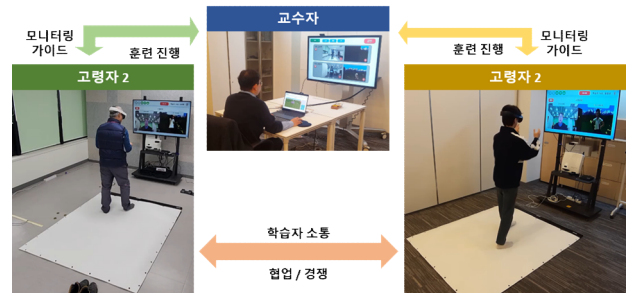 교수자
모니터링
가이드
훈련 진행
훈련 진행
모니터링
가이드
고령자 2
고령자 2
학습자 소통
협업 / 경쟁